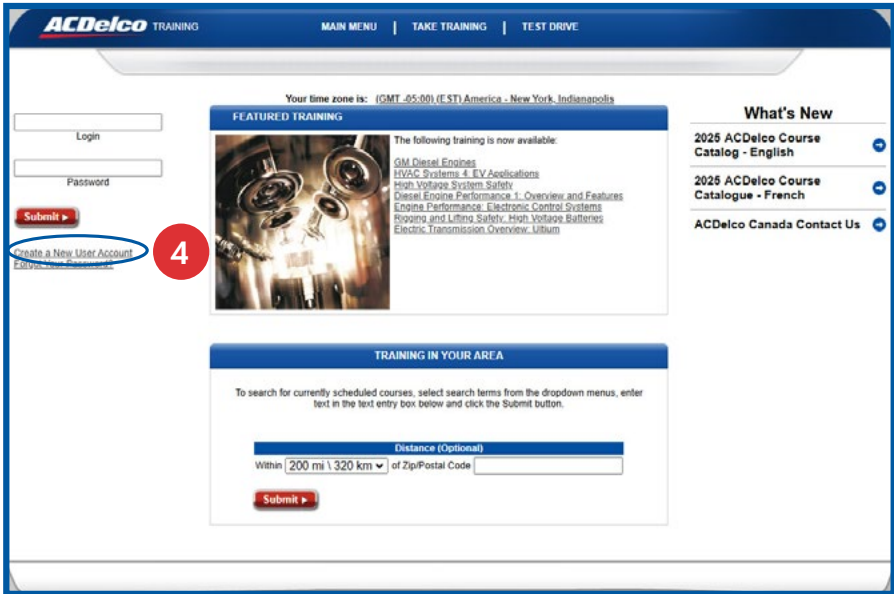 ACDelco TRAINING
MAIN MENU | TAKE TRAINING | TEST DRIVE
Your time zone is: (GMT -05:00) (EST) America - New York, Indianapolis
Login
Password
Submit
Create a New User Account
Forgot Your Password?
4
FEATURED TRAINING
The following training is now available:
GM Diesel Engines
HVAC Systems 4: EV Applications
High Voltage System Safety
Diesel Engine Performance 1: Overview and Features
Engine Performance: Electronic Control Systems
Rigging and Lifting Safety: High Voltage Batteries
Electric Transmission Overview: Ultium
TRAINING IN YOUR AREA
To search for currently scheduled courses, select search terms from the dropdown menus, enter
text in the text entry box below and click the Submit button.
Distance (Optional)
Within 200 mi \ 320 km of Zip/Postal Code
Submit
What's New
2025 ACDelco Course
Catalog - English
2025 ACDelco Course
Catalogue - French
ACDelco Canada Contact Us